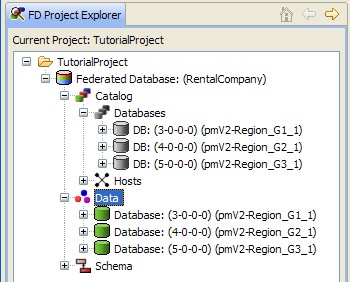 FD Project Explorer
Current Project: TutorialProject
TutorialProject
Federated Database: (RentalCompany)
Catalog
Databases
DB: (3-0-0-0) (pmV2-Region_G1_1)
DB: (4-0-0-0) (pmV2-Region_G2_1)
DB: (5-0-0-0) (pmV2-Region_G3_1)
Hosts
Data
Database: (3-0-0-0) (pmV2-Region_G1_1)
Database: (4-0-0-0) (pmV2-Region_G2_1)
Database: (5-0-0-0) (pmV2-Region_G3_1)
Schema